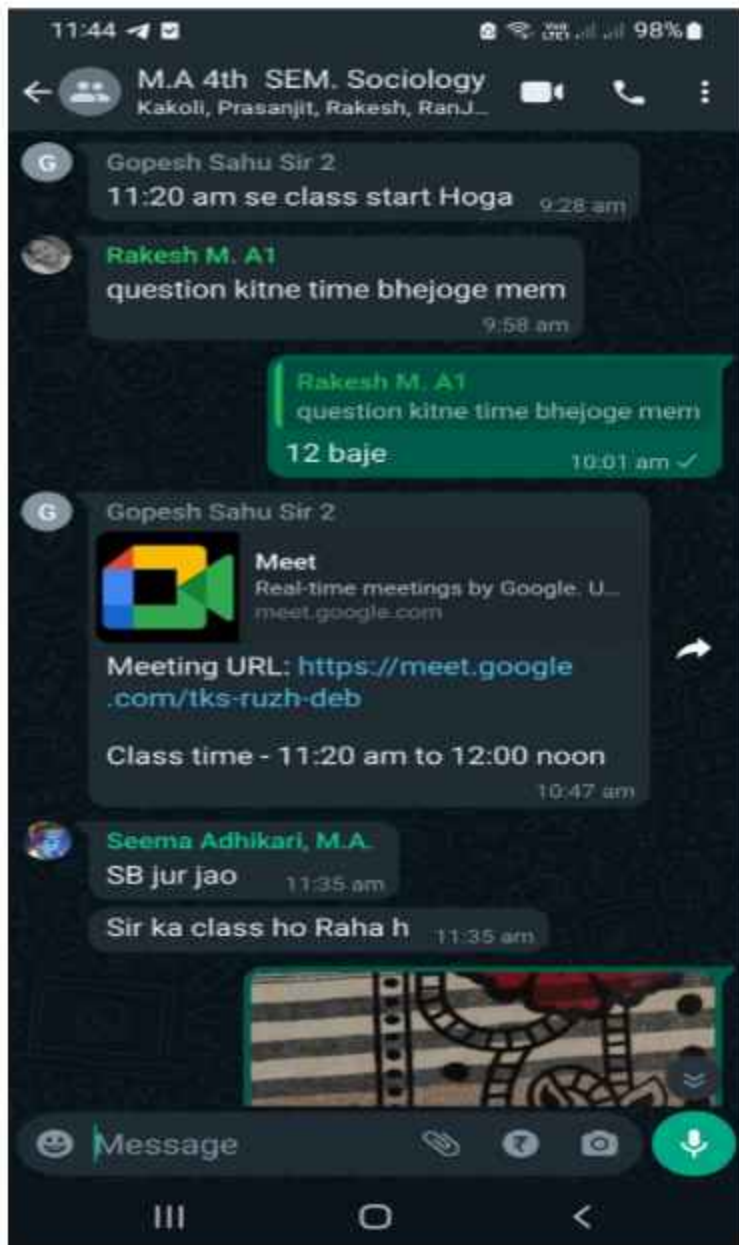 11:44 98%
M.A 4th SEM. Sociology
Kakoli, Prasanjit, Rakesh, RanJ...
G
Gopesh Sahu Sir 2
11:20 am se class start Hoga 9:28 am
Rakesh M. A1
question kitne time bhejoge mem
9:58 am
Rakesh M. A1
question kitne time bhejoge mem
12 baje 10:01 am
G
Gopesh Sahu Sir 2
Meet
Real-time meetings by Google. U...
meet.google.com
Meeting URL: https://meet.google
.com/tks-ruzh-deb
Class time - 11:20 am to 12:00 noon
10:47 am
Seema Adhikari, M.A.
SB jur jao 11:35 am
Sir ka class ho Raha h 11:35 am
Message